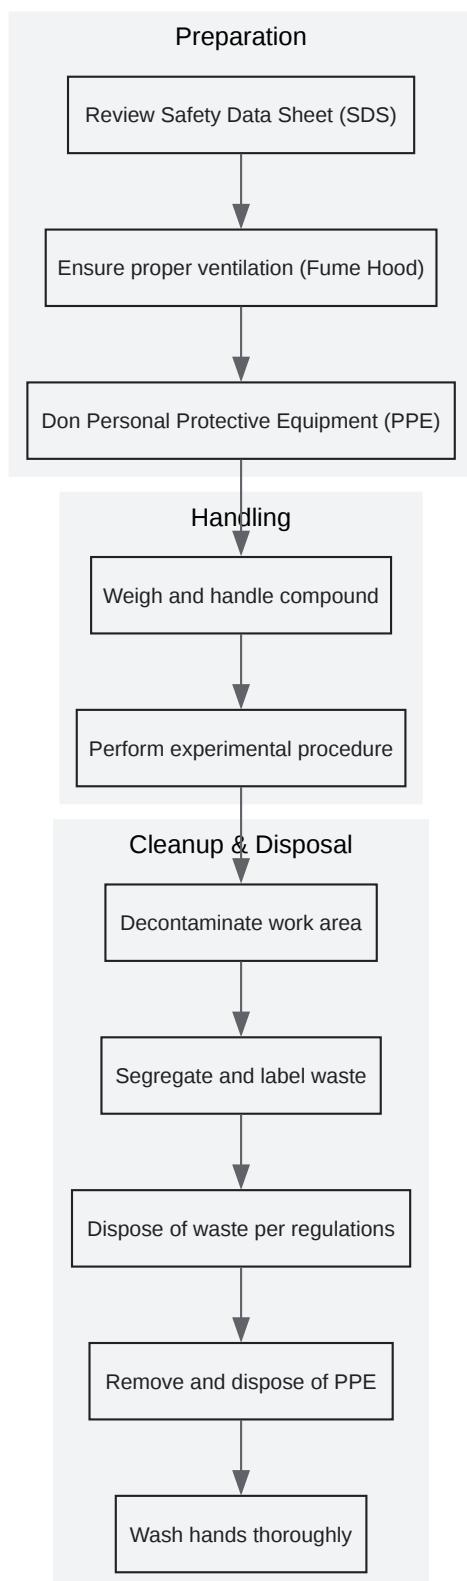 Preparation
Review Safety Data Sheet (SDS)
Ensure proper ventilation (Fume Hood)
Don Personal Protective Equipment (PPE)
Handling
Weigh and handle compound
Perform experimental procedure
Cleanup & Disposal
Decontaminate work area
Segregate and label waste
Dispose of waste per regulations
Remove and dispose of PPE
Wash hands thoroughly